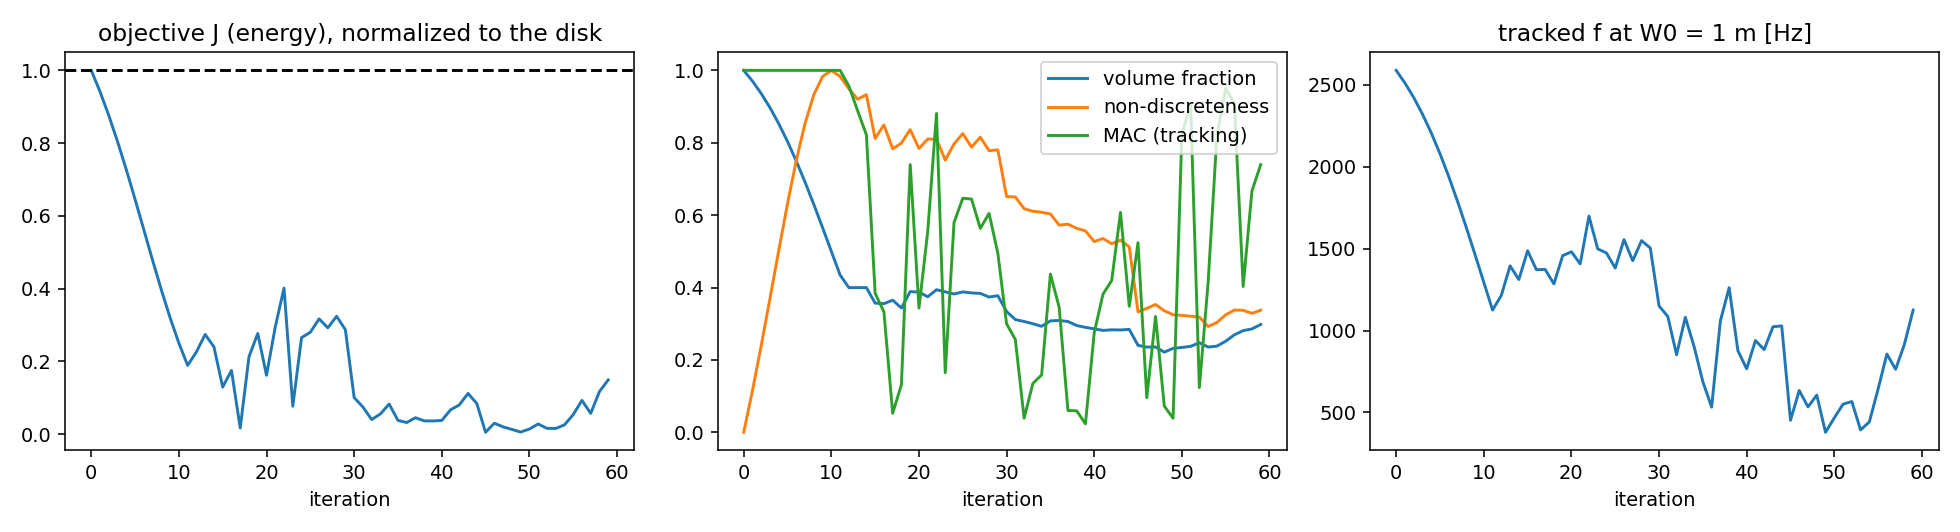 objective J (energy), normalized to the disk
1.0
0.8
0.6
0.4
0.2
0.0
0 10 20 30 40 50 60
iteration
volume fraction
non-discreteness
MAC (tracking)
1.0
0.8
0.6
0.4
0.2
0.0
0 10 20 30 40 50 60
iteration
tracked f at W0 = 1 m [Hz]
2500
2000
1500
1000
500
0 10 20 30 40 50 60
iteration